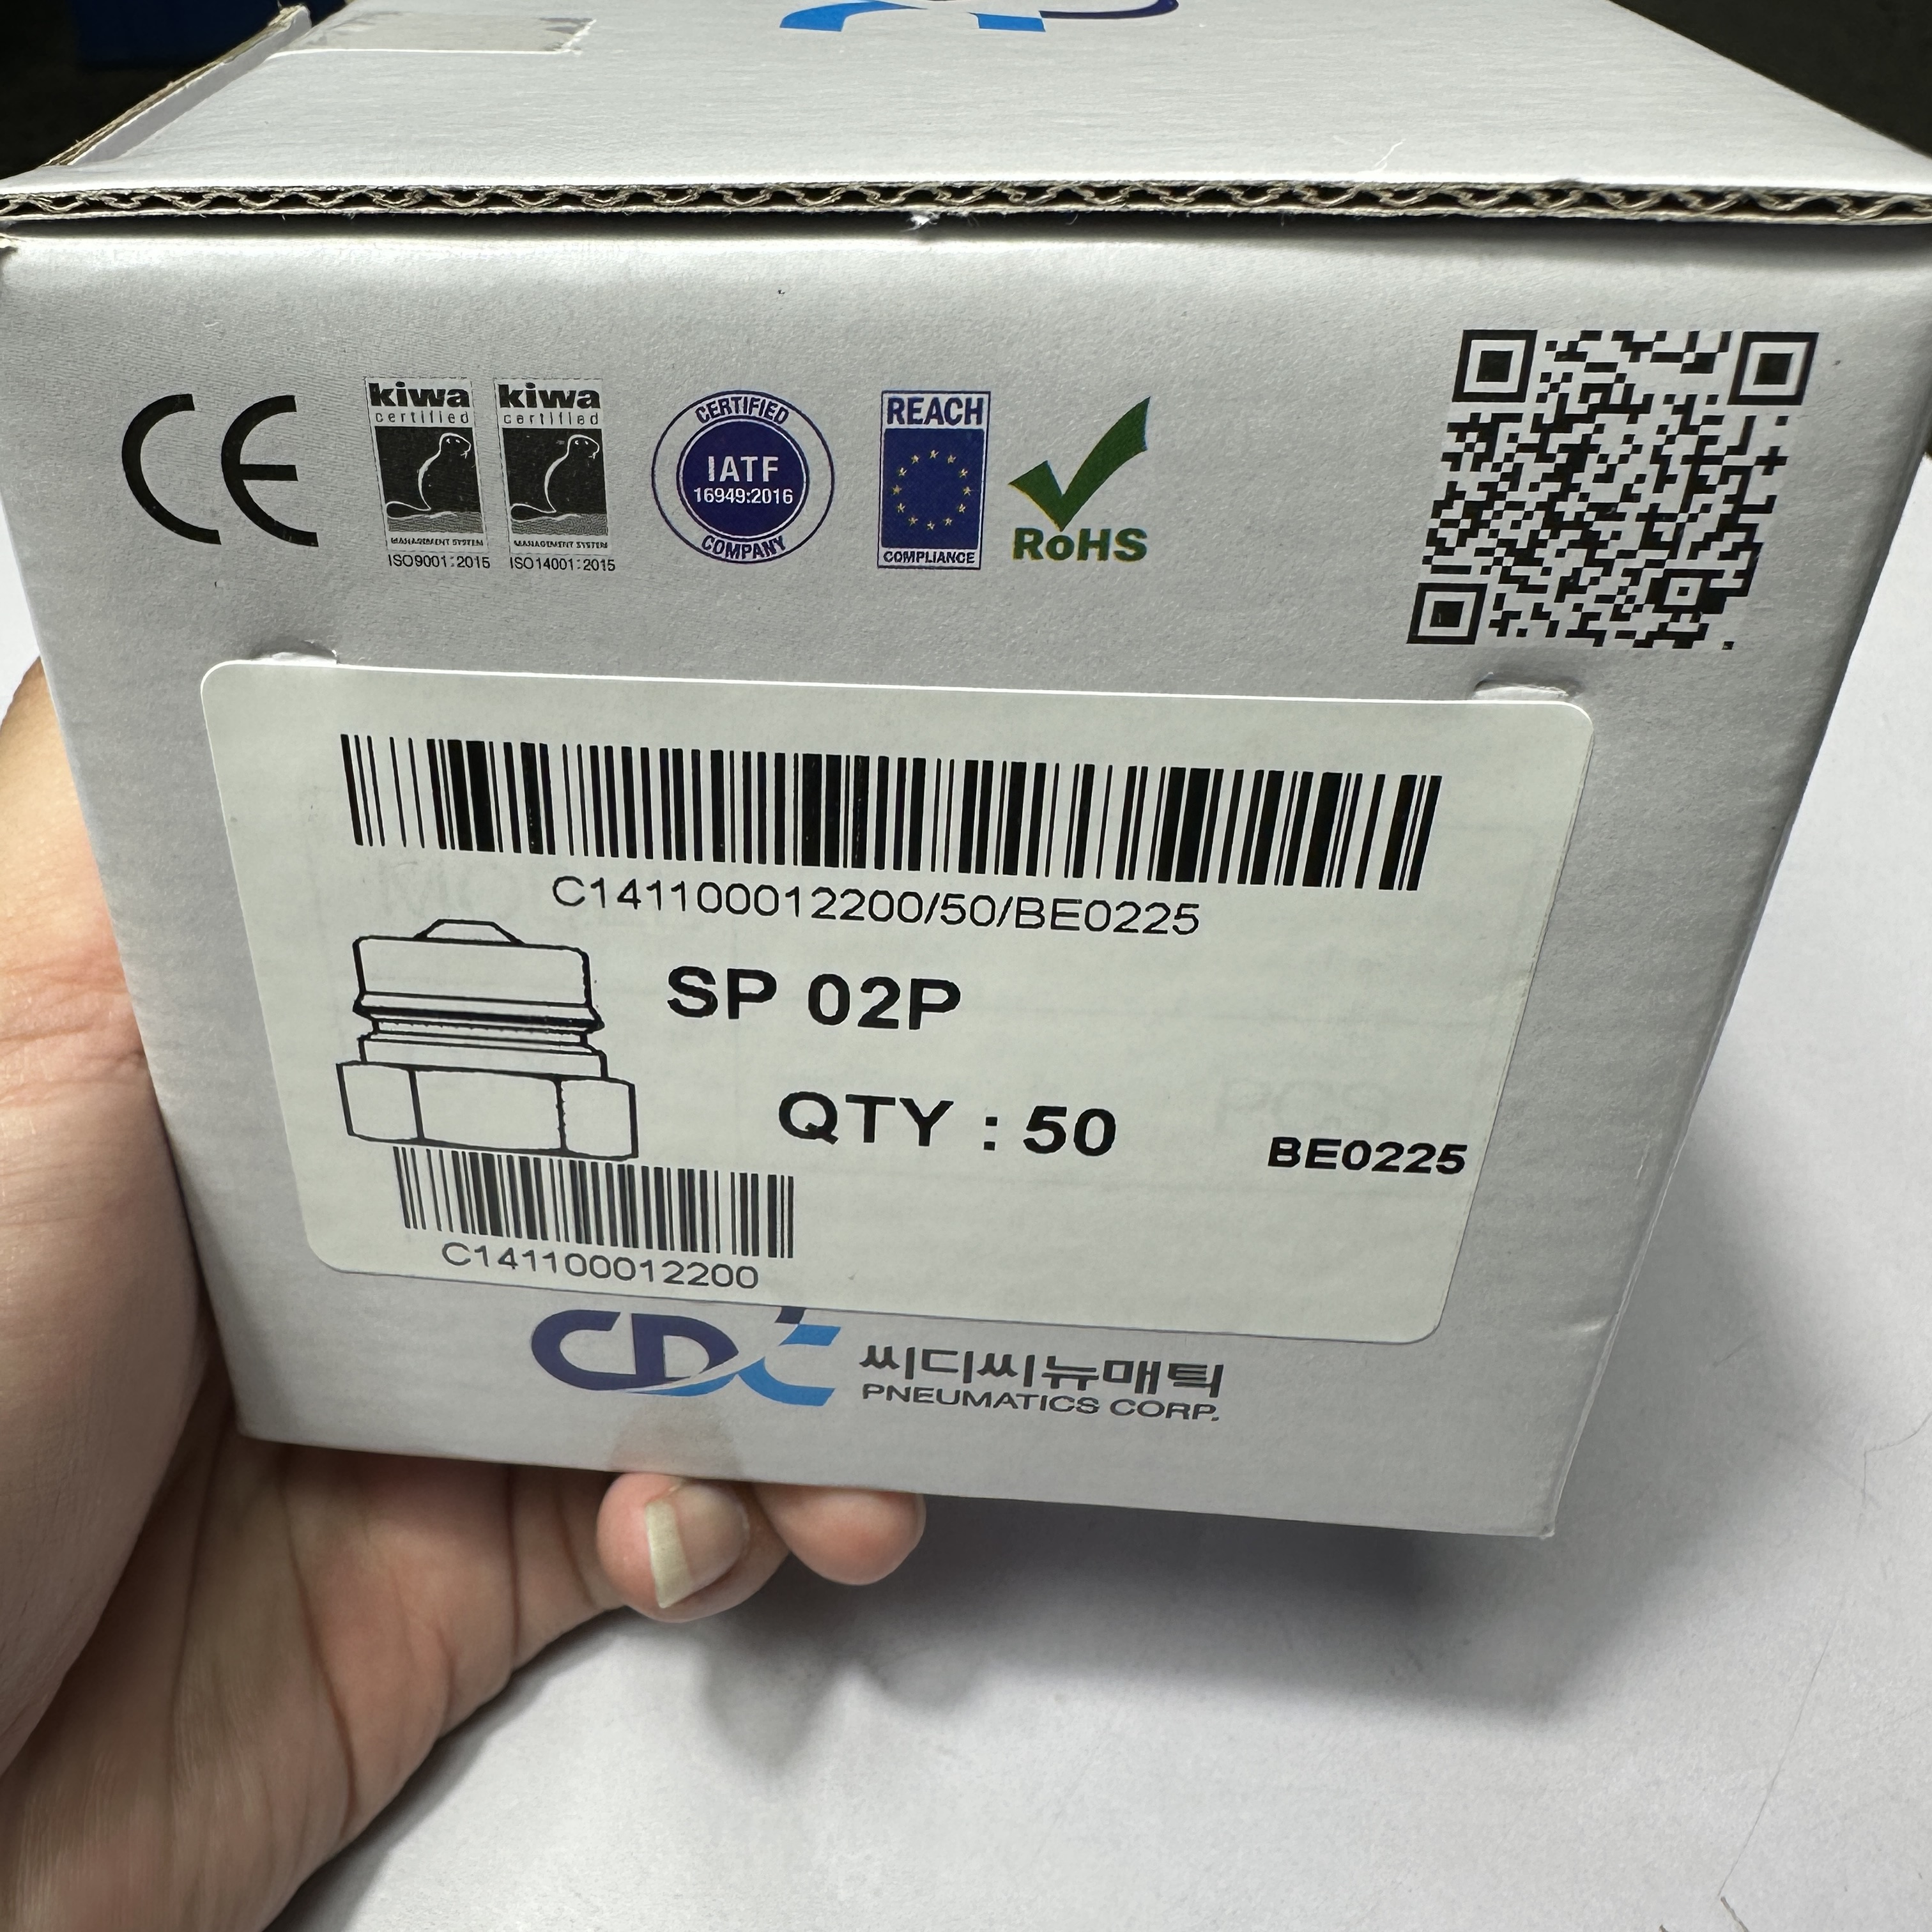 CE
kiwa
certified
MANAGEMENT SYSTEM
ISO9001:2015
kiwa
certified
MANAGEMENT SYSTEM
ISO14001:2015
CERTIFIED
IATF
16949:2016
COMPANY
REACH
COMPLIANCE
RoHS
C141100012200/50/BE0225
SP 02P
QTY : 50
PCS
BE0225
C141100012200
CDC 씨디씨뉴매틱
PNEUMATICS CORP.